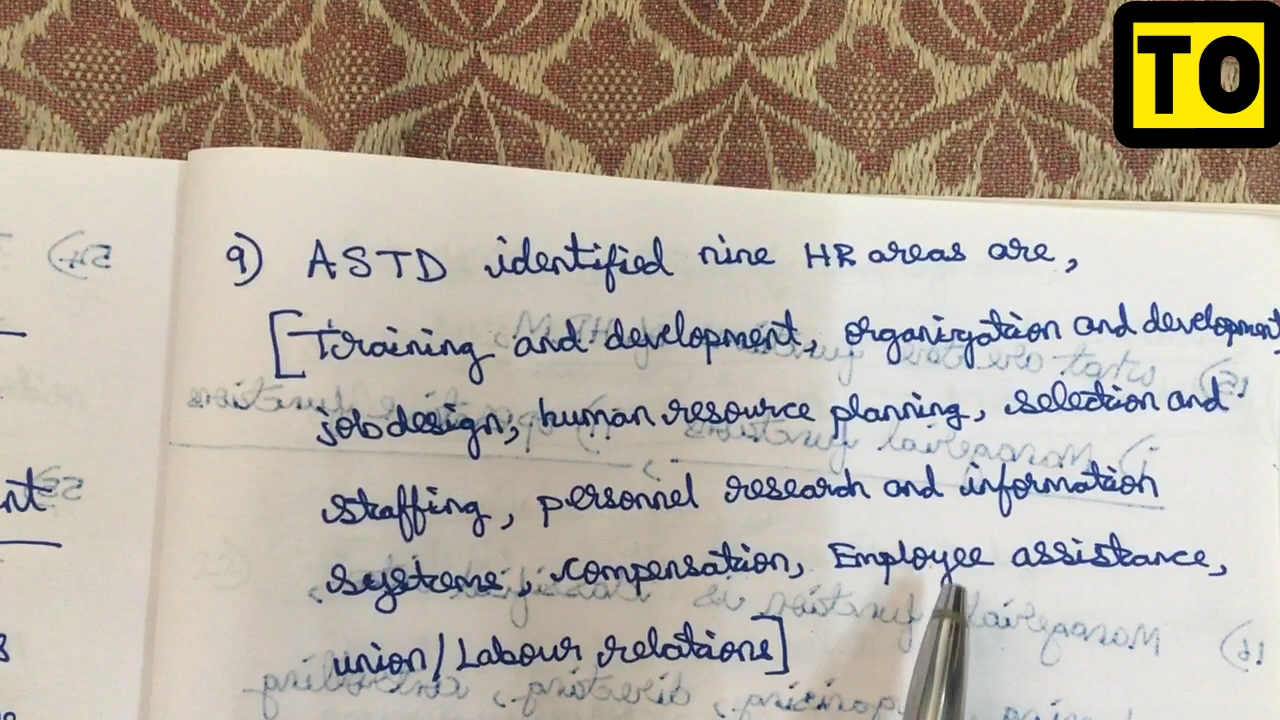 TO
9) ASTD identified nine HR areas are,
[Training and development, organization and development,
job design, human resource planning, selection and
staffing, personnel research and information
systems, compensation, Employee assistance,
union/Labour relations]